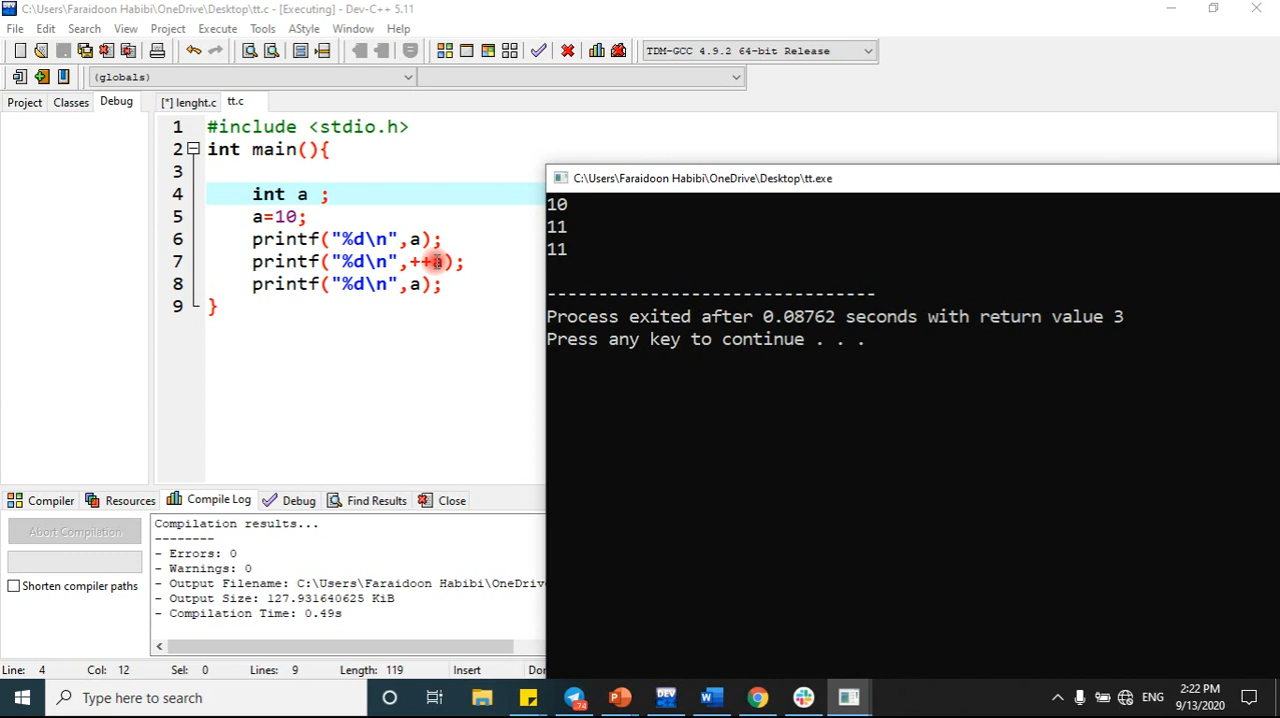 C:\Users\Faraidoon Habibi\OneDrive\Desktop\tt.c - [Executing] - Dev-C++ 5.11
File Edit Search View Project Execute Tools AStyle Window Help
TDM-GCC 4.9.2 64-bit Release
(globals)
Project Classes Debug [*] lenght.c tt.c
1 #include <stdio.h>
2 int main(){
3
4 int a ;
5 a=10;
6 printf("%d\n",a);
7 printf("%d\n",++a);
8 printf("%d\n",a);
9 }
C:\Users\Faraidoon Habibi\OneDrive\Desktop\tt.exe
10
11
11
--------------------------------
Process exited after 0.08762 seconds with return value 3
Press any key to continue . . .
Compiler Resources Compile Log Debug Find Results Close
Abort Compilation
Shorten compiler paths
Compilation results...
--------
- Errors: 0
- Warnings: 0
- Output Filename: C:\Users\Faraidoon Habibi\OneDriv
- Output Size: 127.931640625 KiB
- Compilation Time: 0.49s
Line: 4 Col: 12 Sel: 0 Lines: 9 Length: 119 Insert Don
Type here to search
74
ENG
2:22 PM
9/13/2020